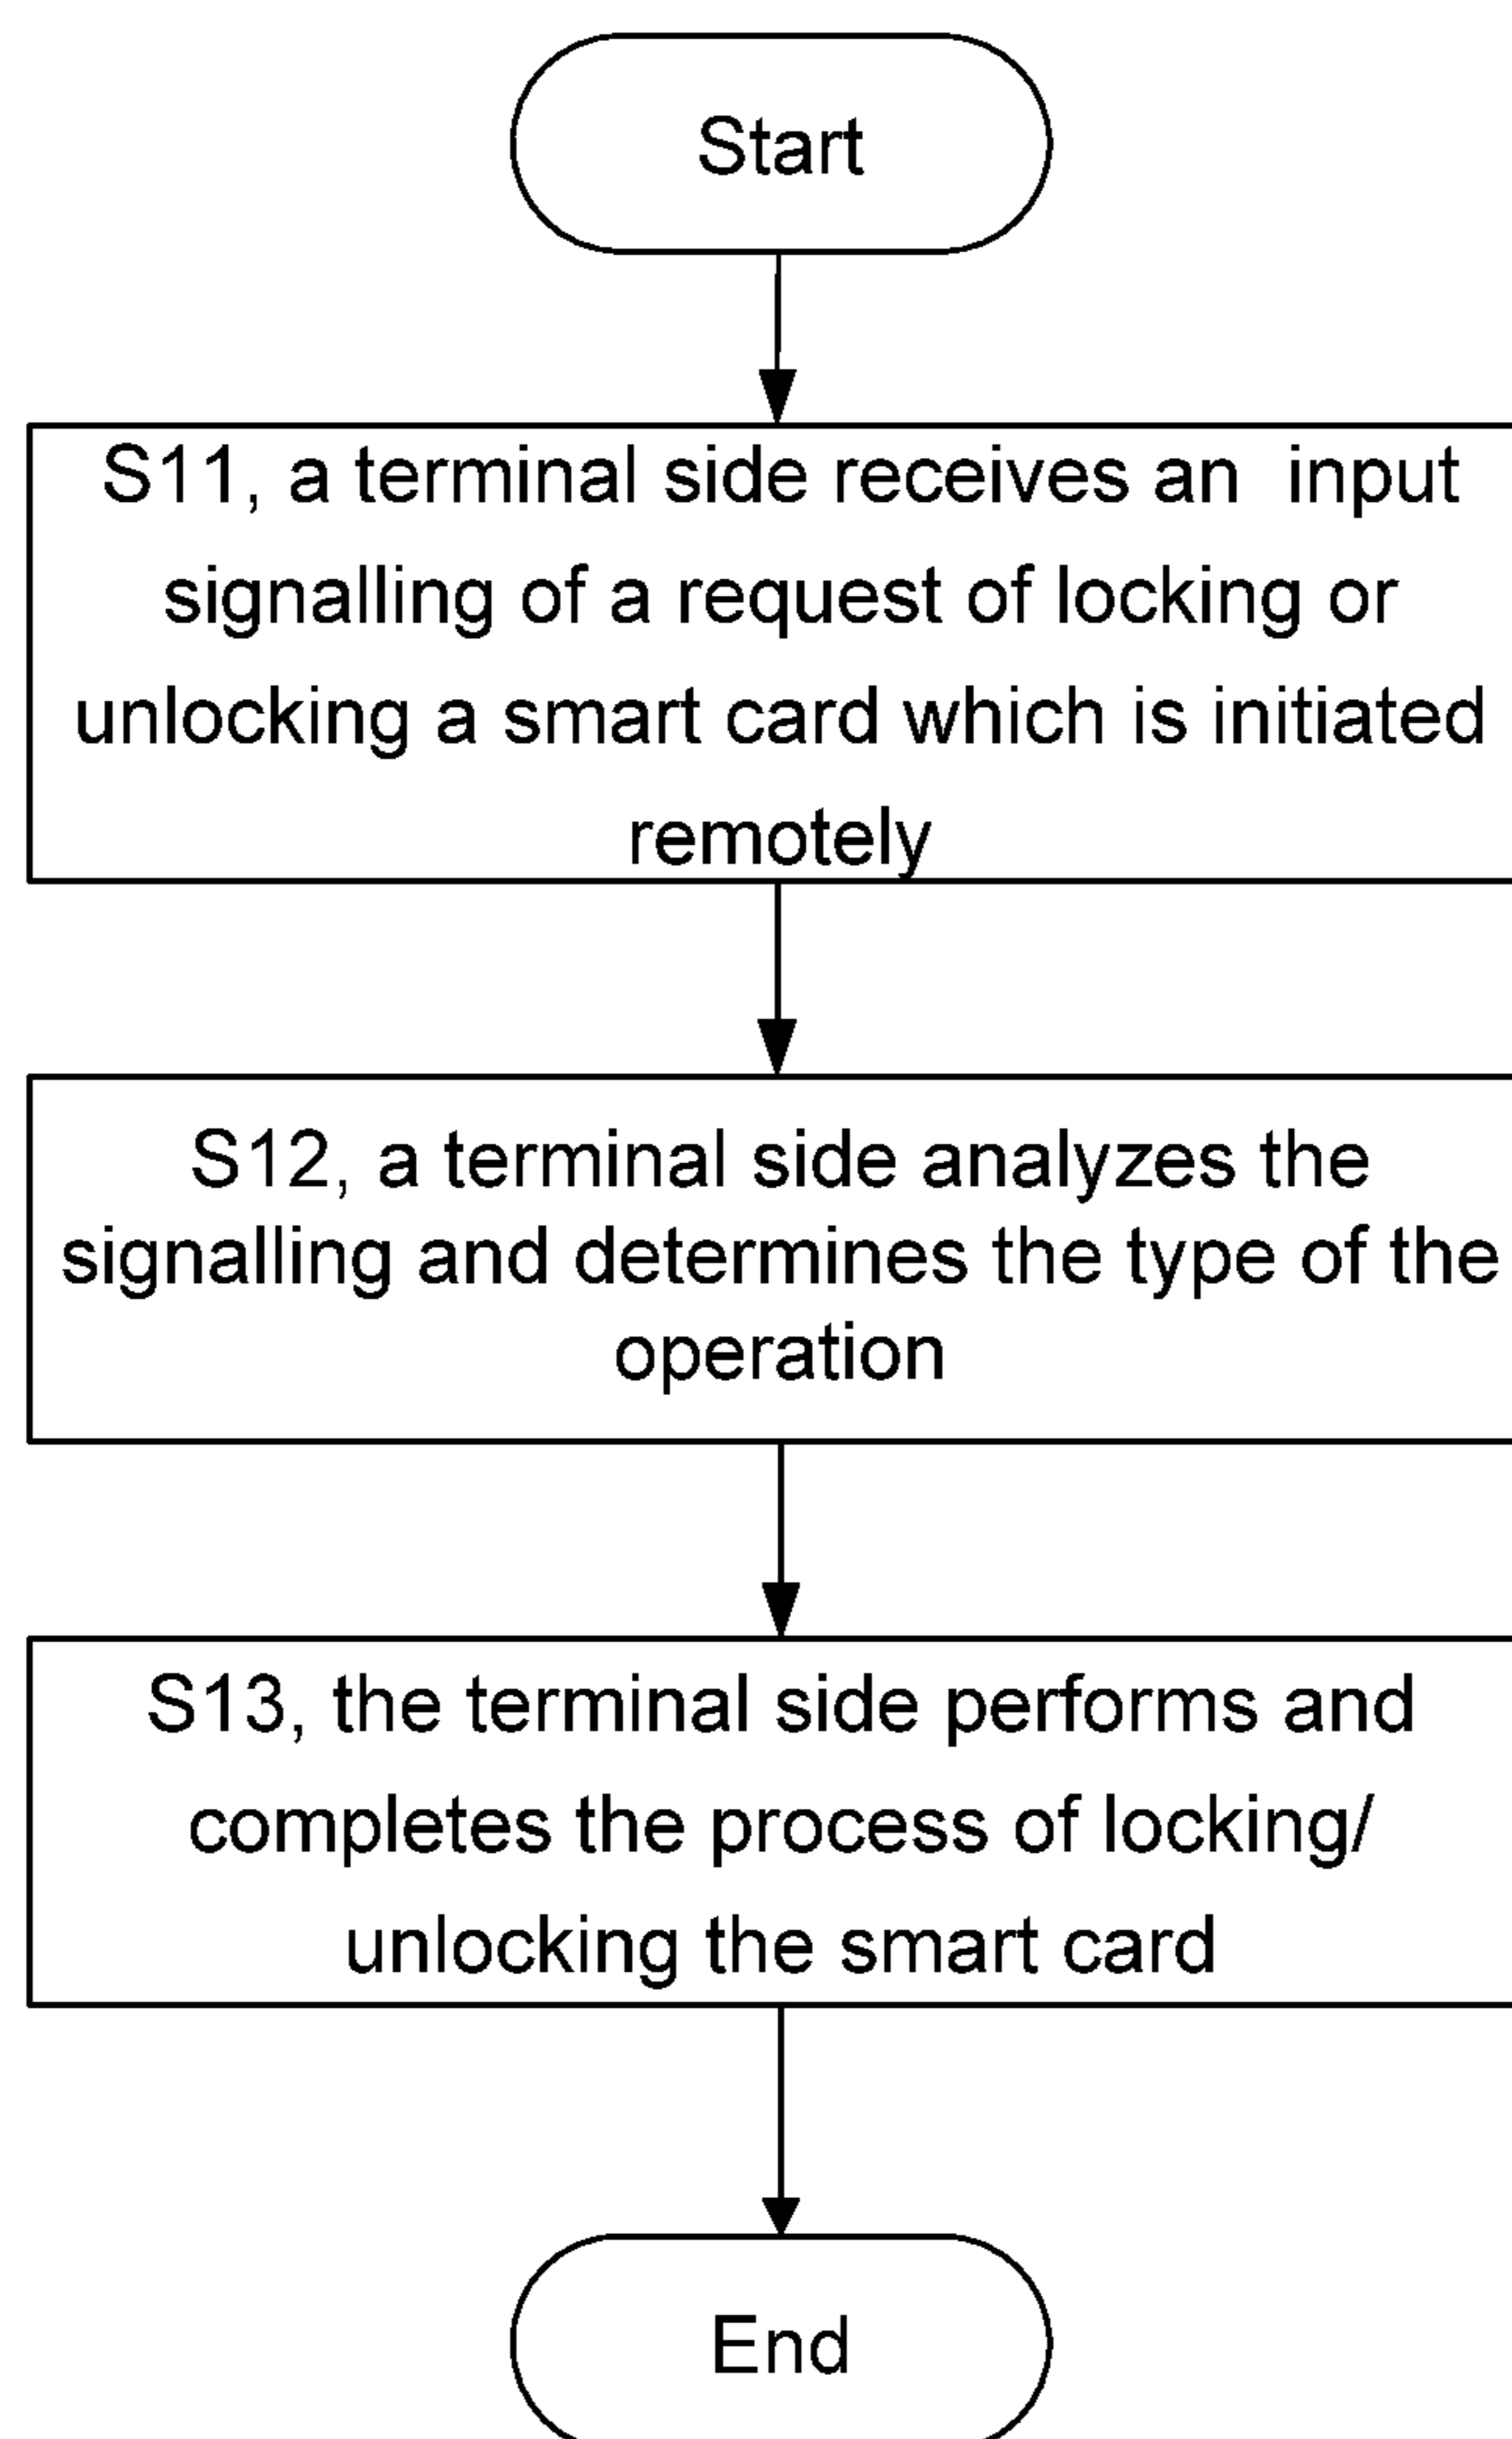 Start
S11, a terminal side receives an input
signalling of a request of locking or
unlocking a smart card which is initiated
remotely
S12, a terminal side analyzes the
signalling and determines the type of the
operation
S13, the terminal side performs and
completes the process of locking/
unlocking the smart card
End